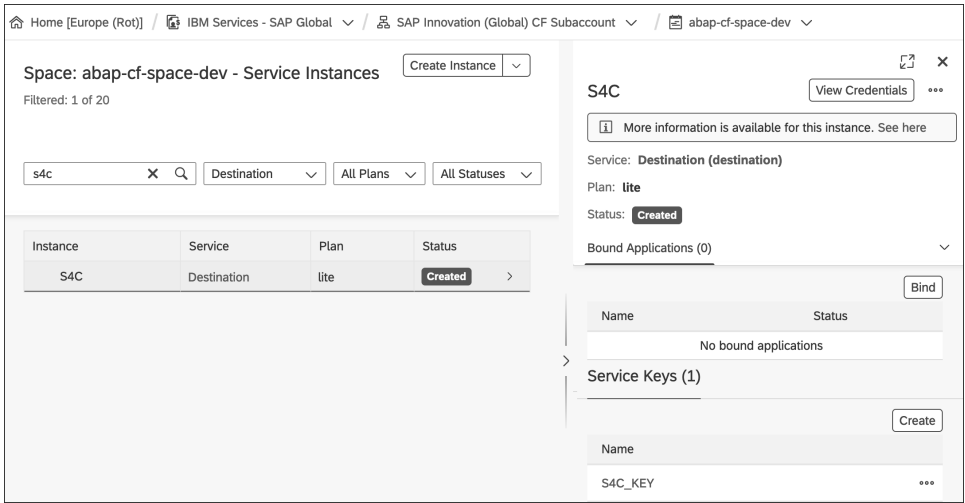 Home [Europe (Rot)] / IBM Services - SAP Global / SAP Innovation (Global) CF Subaccount / abap-cf-space-dev
Space: abap-cf-space-dev - Service Instances
Create Instance
Filtered: 1 of 20
s4c
Destination
All Plans
All Statuses
Instance Service Plan Status
S4C Destination lite Created
S4C
View Credentials
More information is available for this instance. See here
Service: Destination (destination)
Plan: lite
Status: Created
Bound Applications (0)
Bind
Name Status
No bound applications
Service Keys (1)
Create
Name
S4C_KEY